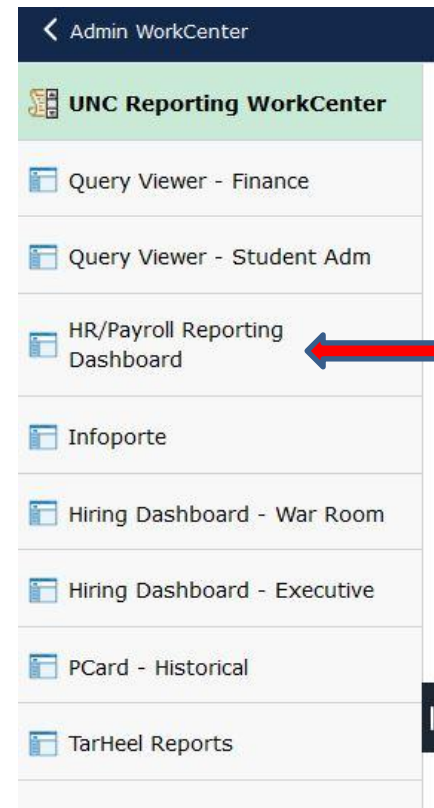 Admin WorkCenter
UNC Reporting WorkCenter
Query Viewer - Finance
Query Viewer - Student Adm
HR/Payroll Reporting
Dashboard
Infoporte
Hiring Dashboard - War Room
Hiring Dashboard - Executive
PCard - Historical
TarHeel Reports